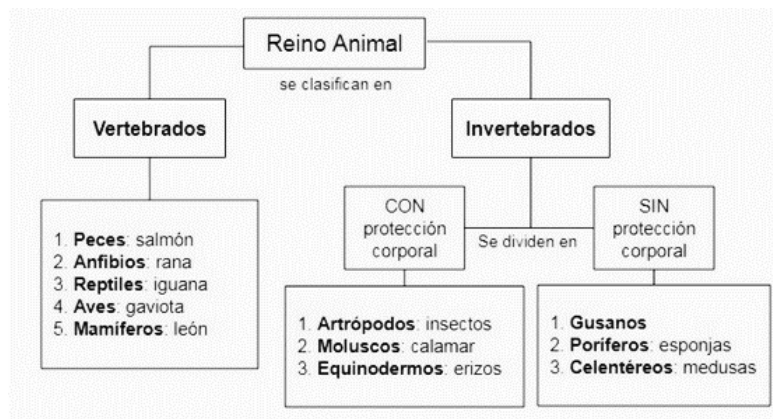 Reino Animal
se clasifican en
Vertebrados
Invertebrados
1. Peces: salmón
2. Anfibios: rana
3. Reptiles: iguana
4. Aves: gaviota
5. Mamíferos: león
CON
protección
corporal
Se dividen en
SIN
protección
corporal
1. Artrópodos: insectos
2. Moluscos: calamar
3. Equinodermos: erizos
1. Gusanos
2. Poríferos: esponjas
3. Celentéreos: medusas